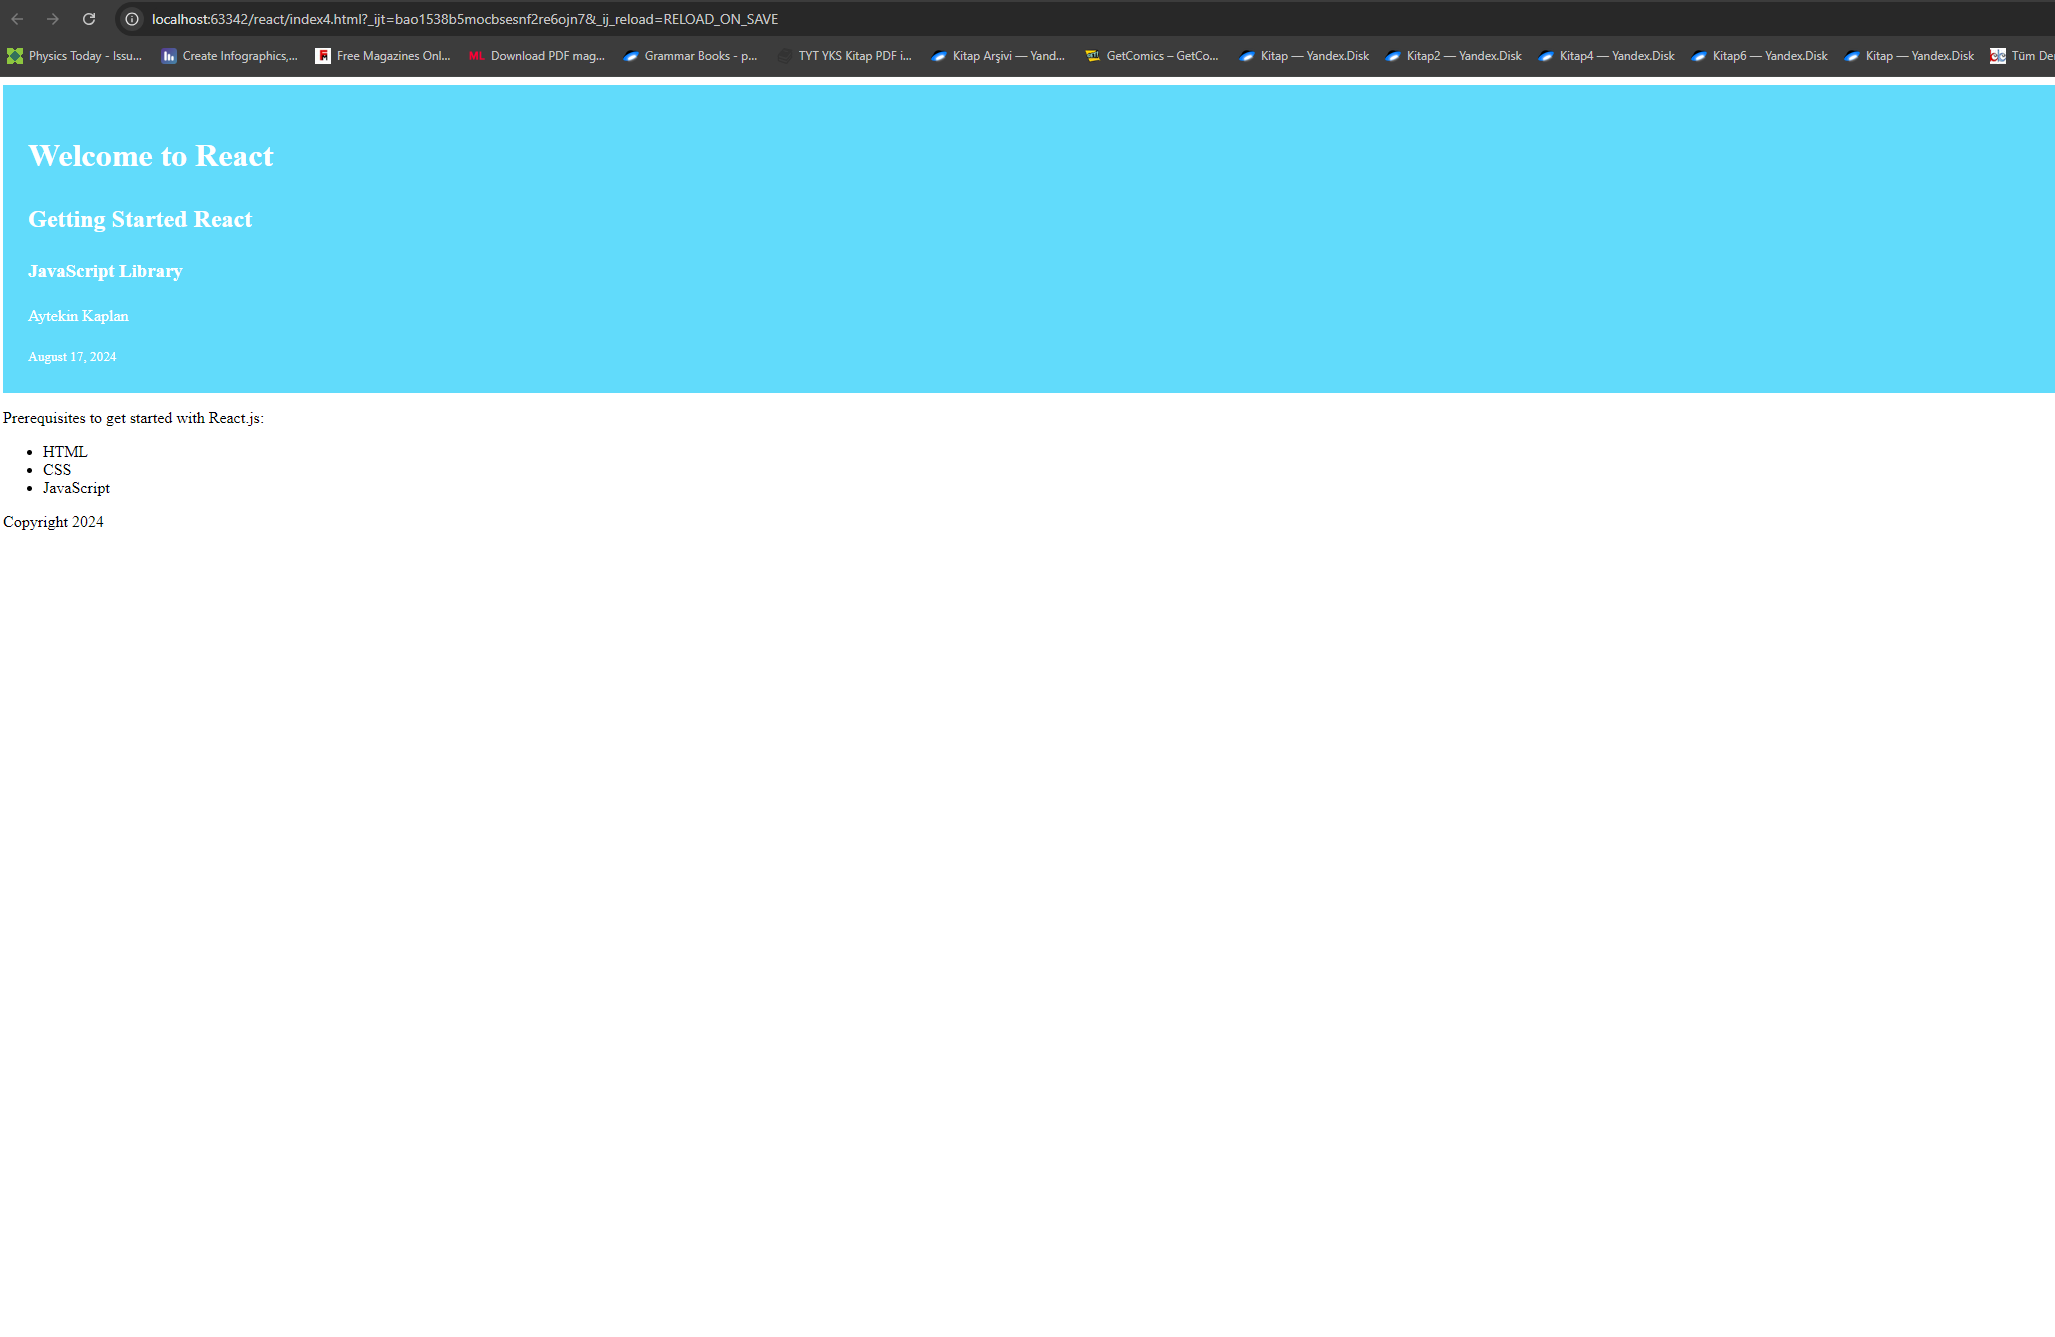 localhost:63342/react/index4.html?_ijt=bao1538b5mocbsesnf2re6ojn7&_ij_reload=RELOAD_ON_SAVE
Physics Today - Issu... Create Infographics,... Free Magazines Onl... ML Download PDF mag... Grammar Books - p... TYT YKS Kitap PDF i... Kitap Arşivi — Yand... GetComics – GetCo... Kitap — Yandex.Disk Kitap2 — Yandex.Disk Kitap4 — Yandex.Disk Kitap6 — Yandex.Disk Kitap — Yandex.Disk Tüm De
Welcome to React
Getting Started React
JavaScript Library
Aytekin Kaplan
August 17, 2024
Prerequisites to get started with React.js:
• HTML
• CSS
• JavaScript
Copyright 2024